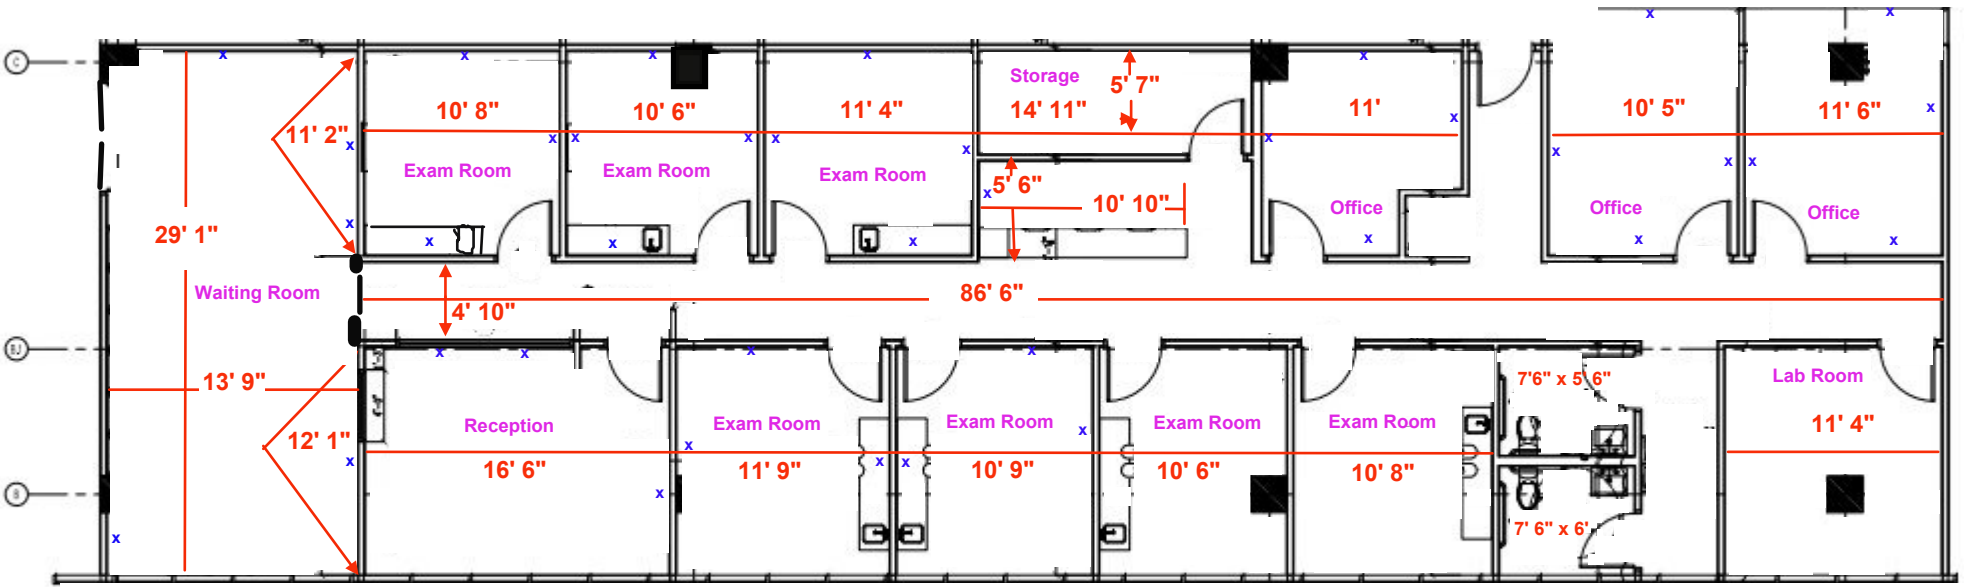 C
Storage
5' 7"
10' 8"
10' 6"
11' 4"
14' 11"
11'
10' 5"
11' 6"
11' 2"
Exam Room
Exam Room
Exam Room
5' 6"
10' 10"
Office
Office
Office
29' 1"
Waiting Room
86' 6"
4' 10"
BJ
13' 9"
7'6" x 5' 6"
Lab Room
12' 1"
Reception
Exam Room
Exam Room
Exam Room
Exam Room
11' 4"
16' 6"
11' 9"
10' 9"
10' 6"
10' 8"
B
7' 6" x 6'